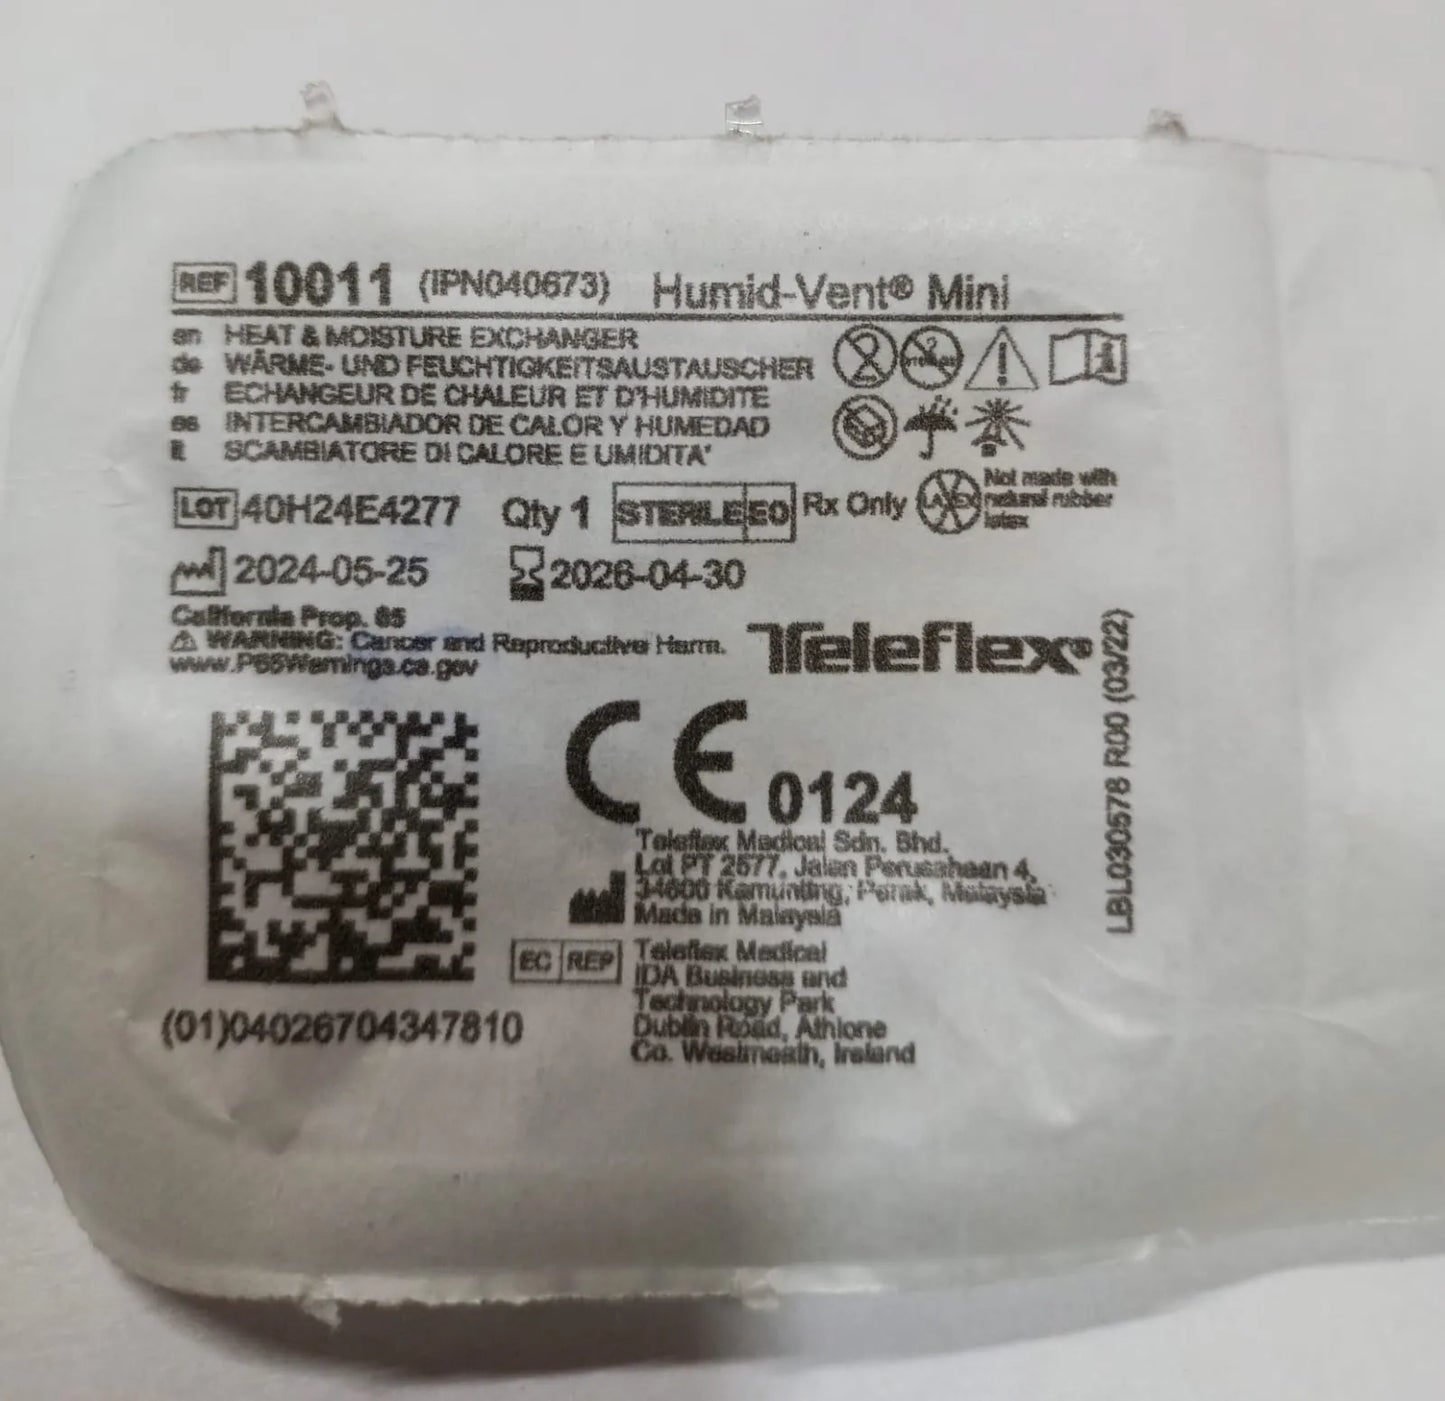 REF 10011 (IPN040673) Humid-Vent® Mini
en HEAT & MOISTURE EXCHANGER
de WÄRME- UND FEUCHTIGKEITSAUSTAUSCHER
fr ECHANGEUR DE CHALEUR ET D'HUMIDITE
es INTERCAMBIADOR DE CALOR Y HUMEDAD
it SCAMBIATORE DI CALORE E UMIDITA'
LOT 40H24E4277 Qty 1 STERILE EO Rx Only LATEX Not made with
natural rubber
latex
2024-05-25 2026-04-30
California Prop. 65
⚠ WARNING: Cancer and Reproductive Harm.
www.P65Warnings.ca.gov
Teleflex®
LBL030578 R00 (03/22)
CE 0124
Teleflex Medical Sdn. Bhd.
Lot PT 2577, Jalan Perusahaan 4,
34600 Kamunting, Perak, Malaysia
Made in Malaysia
EC REP Teleflex Medical
IDA Business and
Technology Park
Dublin Road, Athlone
Co. Westmeath, Ireland
(01)04026704347810